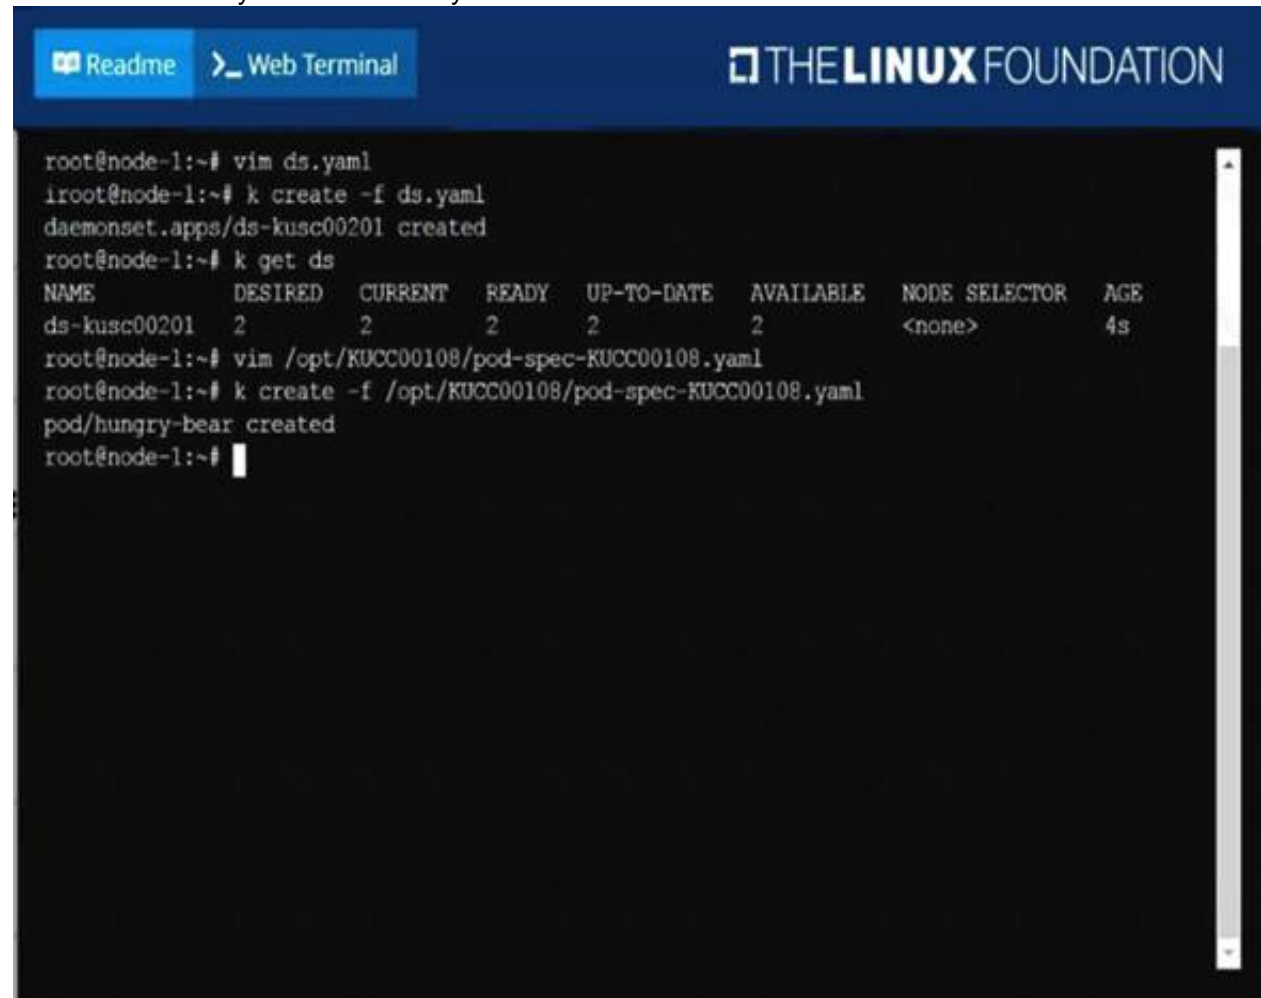 Readme >_ Web Terminal THE LINUX FOUNDATION
root@node-1:~# vim ds.yaml
iroot@node-1:~# k create -f ds.yaml
daemonset.apps/ds-kusc00201 created
root@node-1:~# k get ds
NAME DESIRED CURRENT READY UP-TO-DATE AVAILABLE NODE SELECTOR AGE
ds-kusc00201 2 2 2 2 2 <none> 4s
root@node-1:~# vim /opt/KUCC00108/pod-spec-KUCC00108.yaml
root@node-1:~# k create -f /opt/KUCC00108/pod-spec-KUCC00108.yaml
pod/hungry-bear created
root@node-1:~#